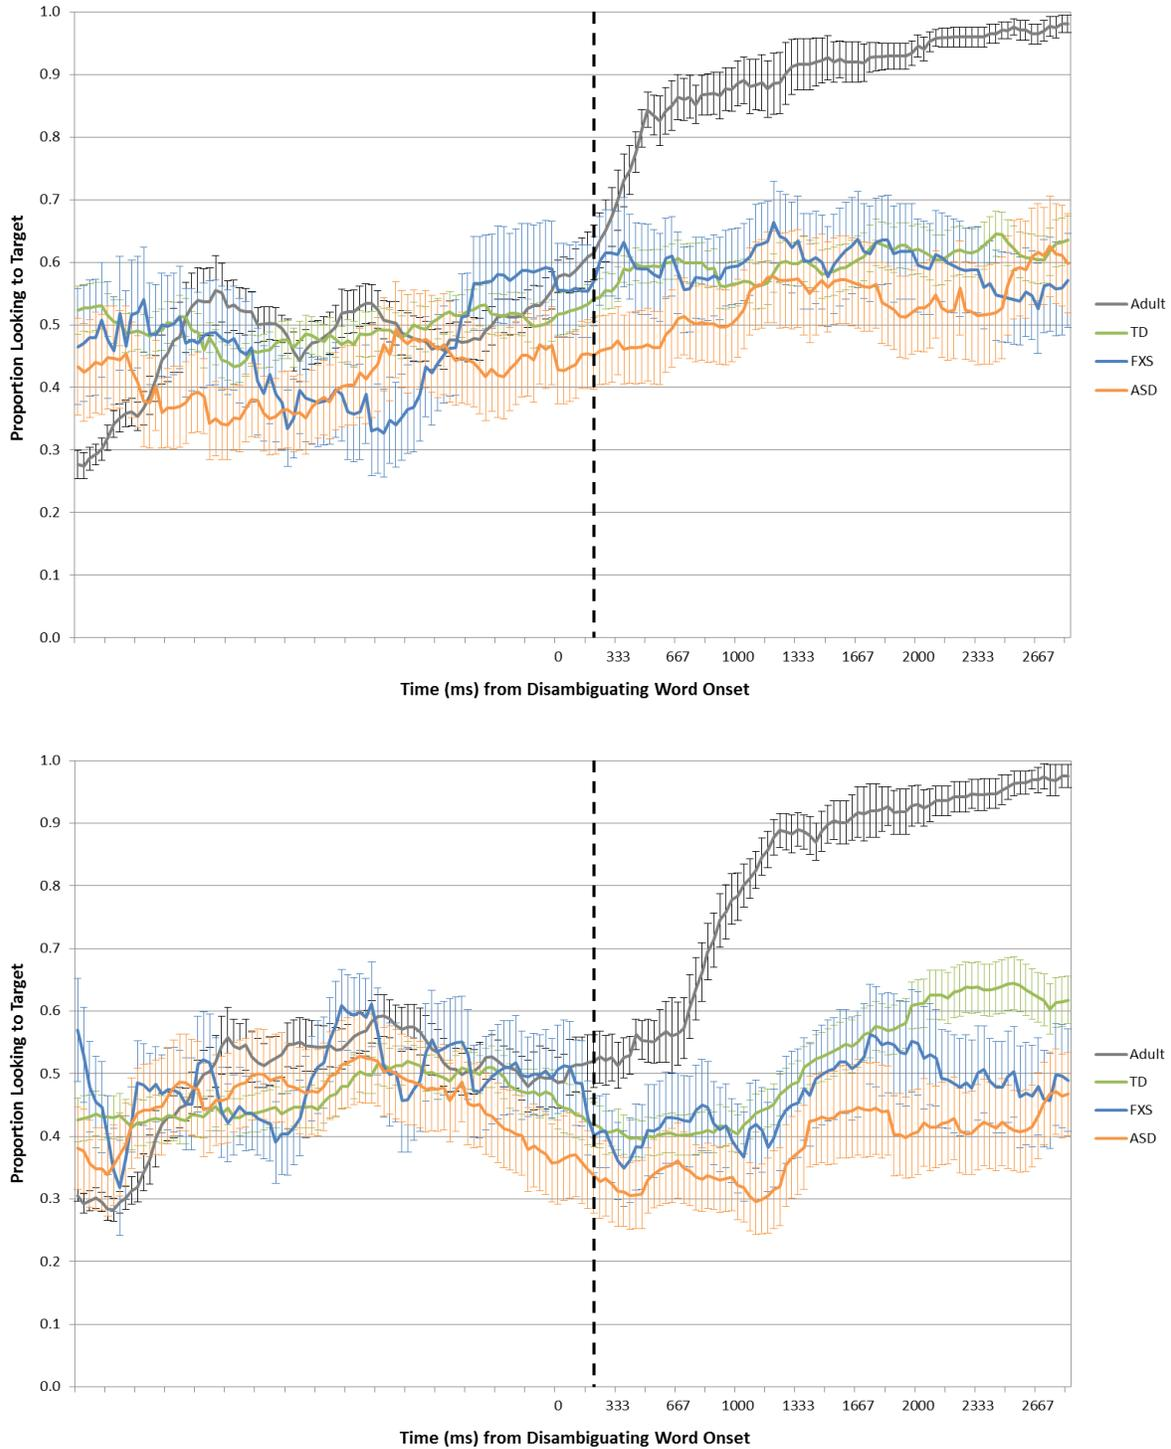 1.0
0.9
0.8
0.7
0.6
0.5
0.4
0.3
0.2
0.1
0.0
Proportion Looking to Target
0 333 667 1000 1333 1667 2000 2333 2667
Time (ms) from Disambiguating Word Onset
Adult
TD
FXS
ASD
1.0
0.9
0.8
0.7
0.6
0.5
0.4
0.3
0.2
0.1
0.0
Proportion Looking to Target
0 333 667 1000 1333 1667 2000 2333 2667
Time (ms) from Disambiguating Word Onset
Adult
TD
FXS
ASD